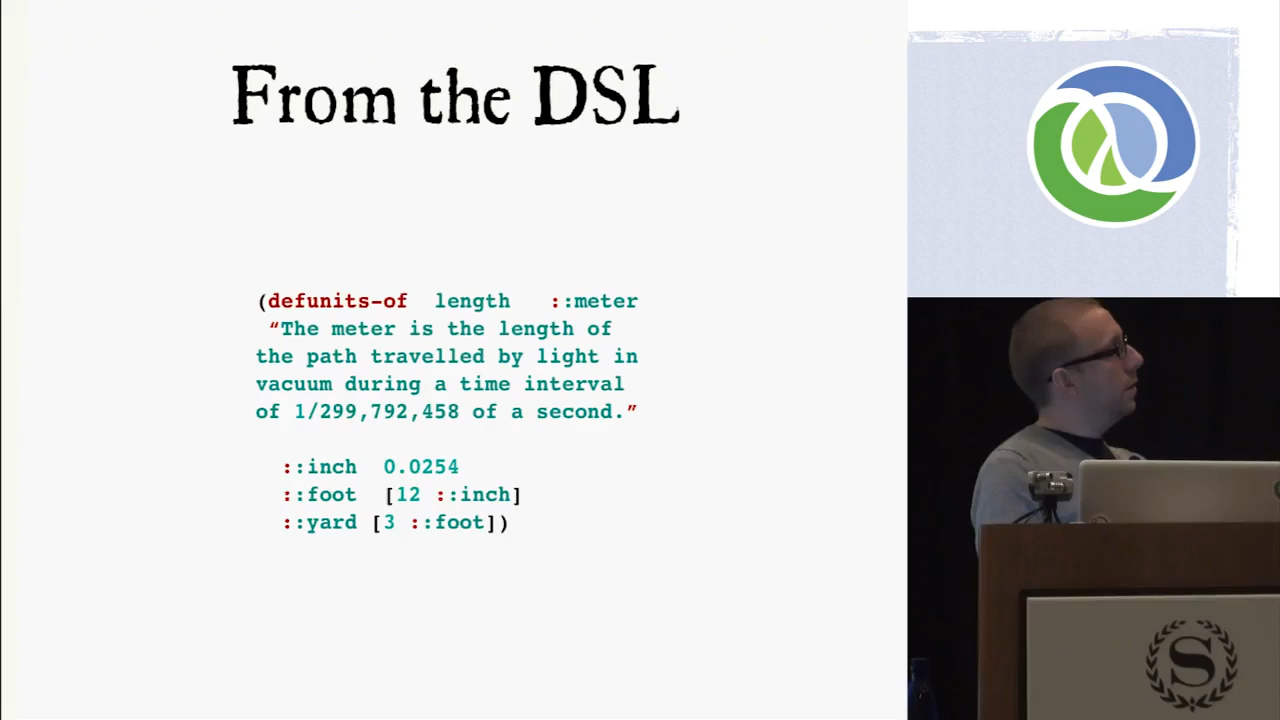 From the DSL
(defunits-of length ::meter
“The meter is the length of
the path travelled by light in
vacuum during a time interval
of 1/299,792,458 of a second.”
::inch 0.0254
::foot [12 ::inch]
::yard [3 ::foot])
S